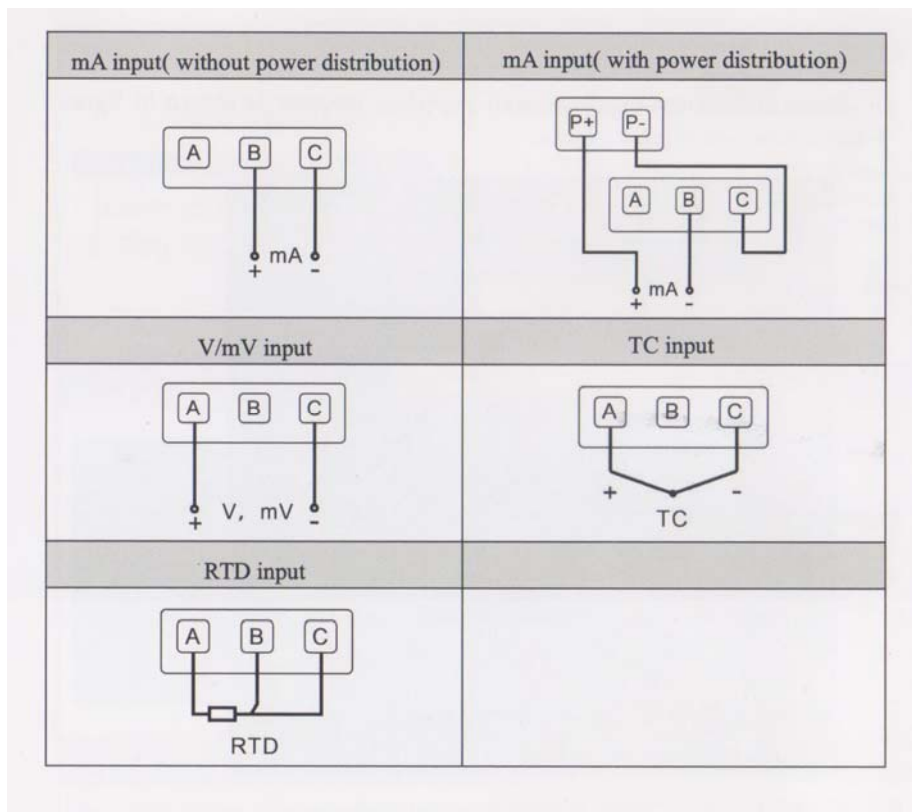 mA input( without power distribution)
mA input( with power distribution)
A B C
+ mA -
P+ P-
A B C
+ mA -
V/mV input
TC input
A B C
+ V, mV -
A B C
+ -
TC
RTD input
A B C
RTD